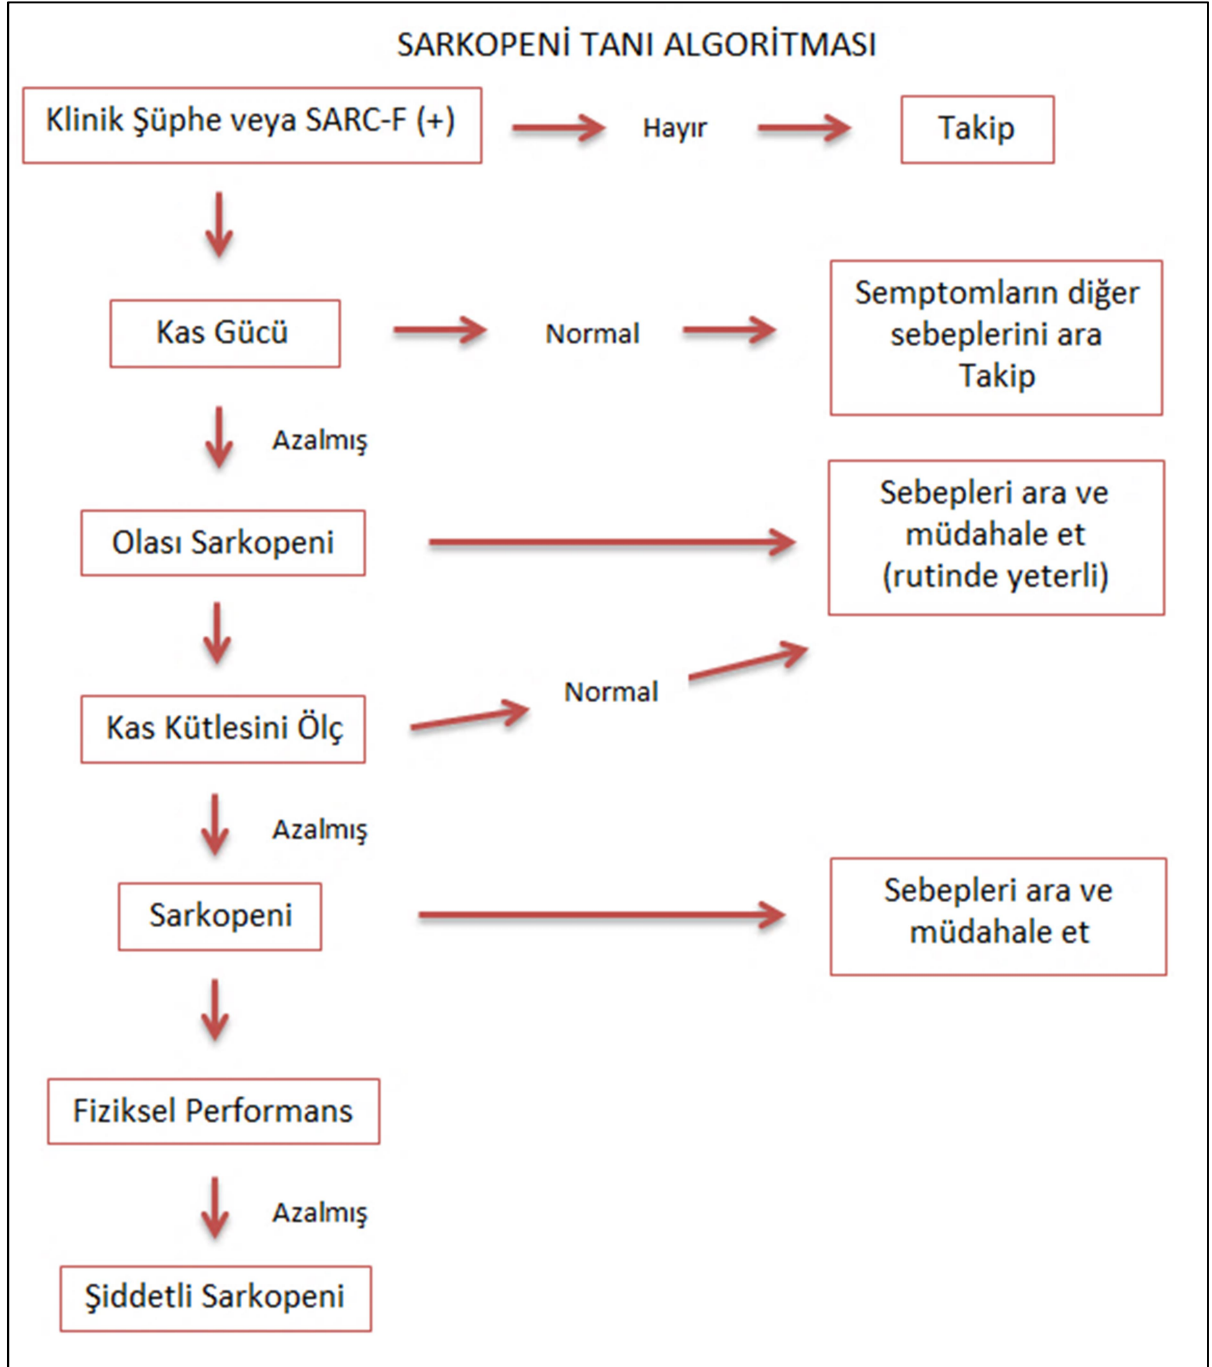 SARKOPENİ TANI ALGORİTMASI
Klinik Şüphe veya SARC-F (+)
Hayır
Takip
Kas Gücü
Normal
Semptomların diğer
sebeplerini ara
Takip
Azalmış
Olası Sarkopeni
Sebepleri ara ve
müdahale et
(rutinde yeterli)
Kas Kütlesini Ölç
Normal
Azalmış
Sarkopeni
Sebepleri ara ve
müdahale et
Fiziksel Performans
Azalmış
Şiddetli Sarkopeni